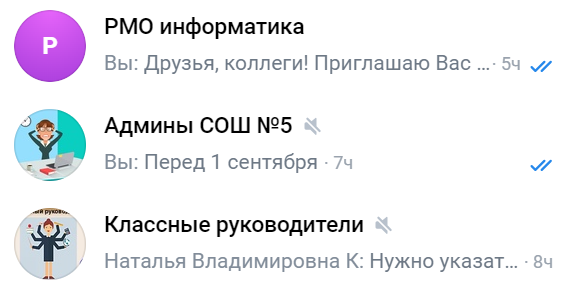 Р
РМО информатика
Вы: Друзья, коллеги! Приглашаю Вас ... · 5ч
Админы СОШ №5
Вы: Перед 1 сентября · 7ч
Классные руководители
Наталья Владимировна К: Нужно указат... · 8ч